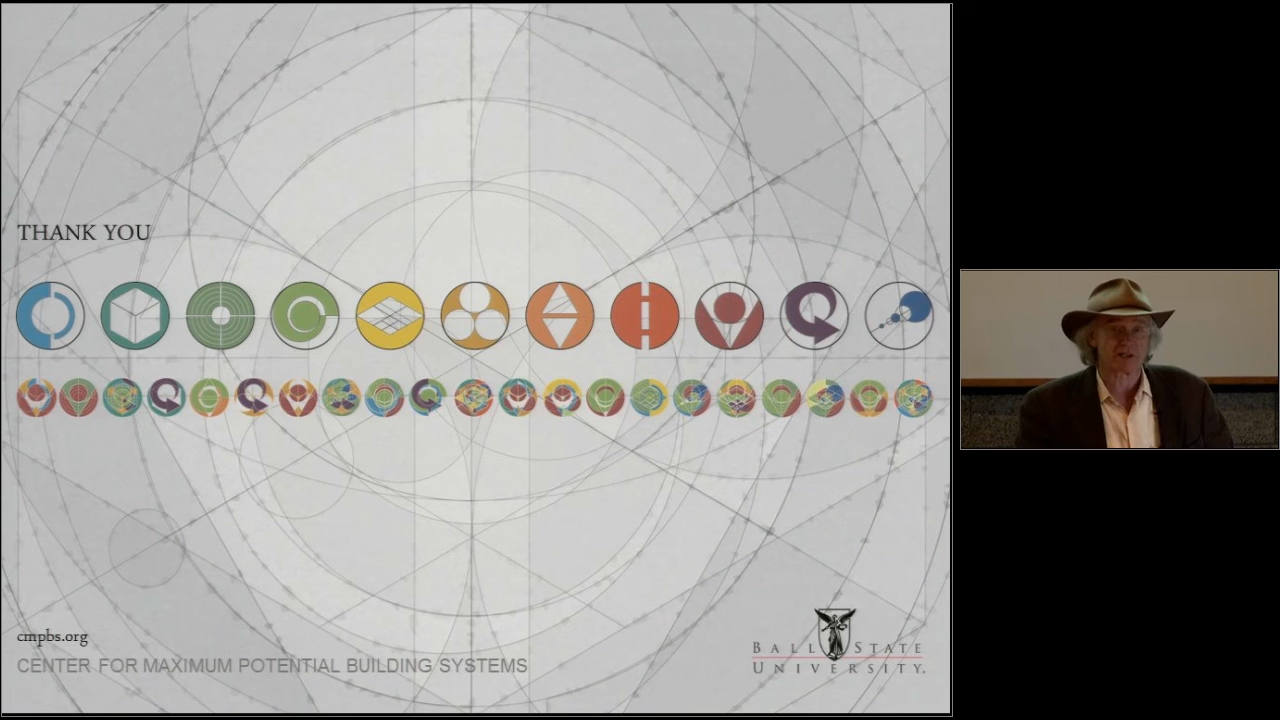 THANK YOU
cmpbs.org
CENTER FOR MAXIMUM POTENTIAL BUILDING SYSTEMS
BALL STATE
UNIVERSITY.